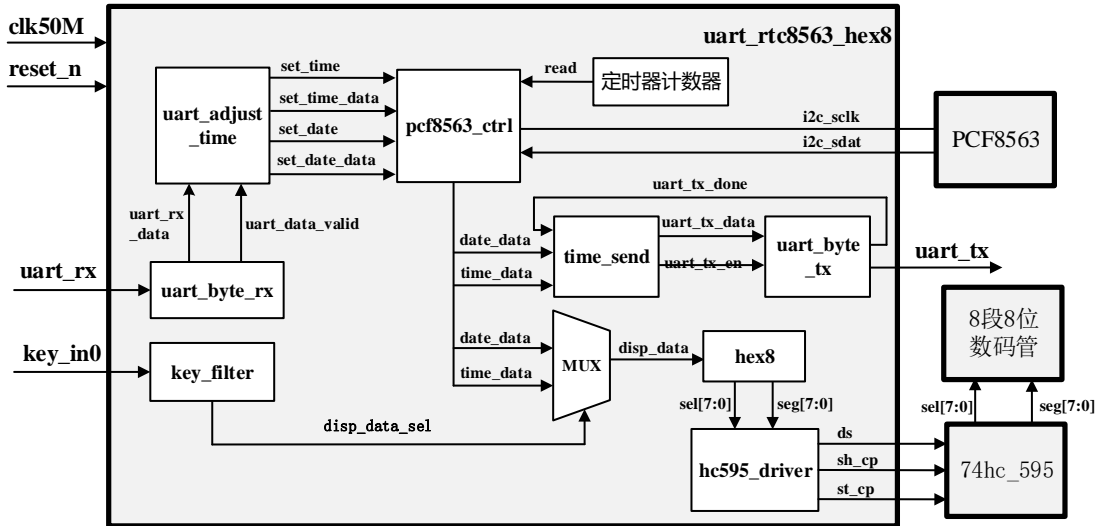 clk50M
uart_rtc8563_hex8
reset_n
set_time
read
定时器计数器
uart_adjust
_time
set_time_data
pcf8563_ctrl
set_date
set_date_data
i2c_sclk
i2c_sdat
PCF8563
uart_tx_done
uart_rx
_data
uart_data_valid
date_data
time_data
time_send
uart_tx_data
uart_tx_en
uart_byte
_tx
uart_tx
uart_rx
uart_byte_rx
8段8位
数码管
key_in0
key_filter
date_data
time_data
MUX
disp_data
hex8
sel[7:0]
seg[7:0]
sel[7:0]
seg[7:0]
disp_data_sel
hc595_driver
ds
sh_cp
st_cp
74hc_595